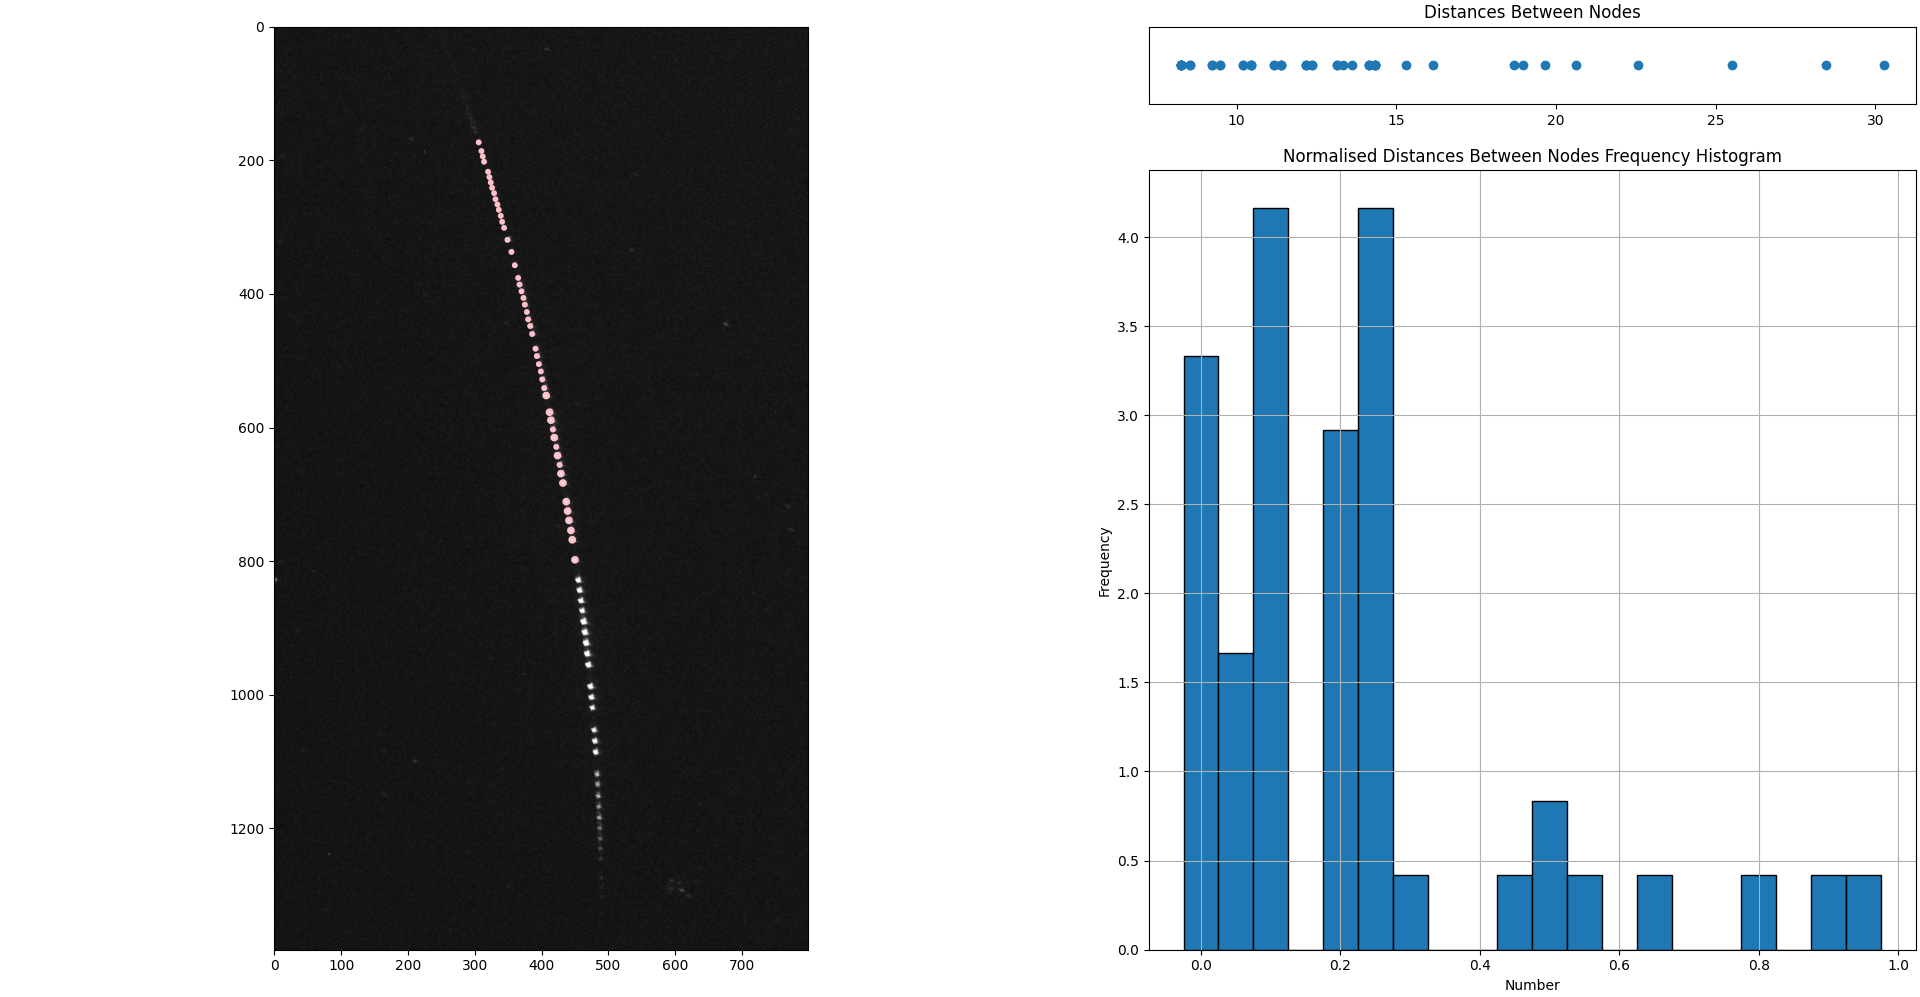 0
200
400
600
800
1000
1200
0 100 200 300 400 500 600 700
Distances Between Nodes
10 15 20 25 30
Normalised Distances Between Nodes Frequency Histogram
4.0
3.5
3.0
2.5
2.0
1.5
1.0
0.5
0.0
Frequency
0.0 0.2 0.4 0.6 0.8 1.0
Number